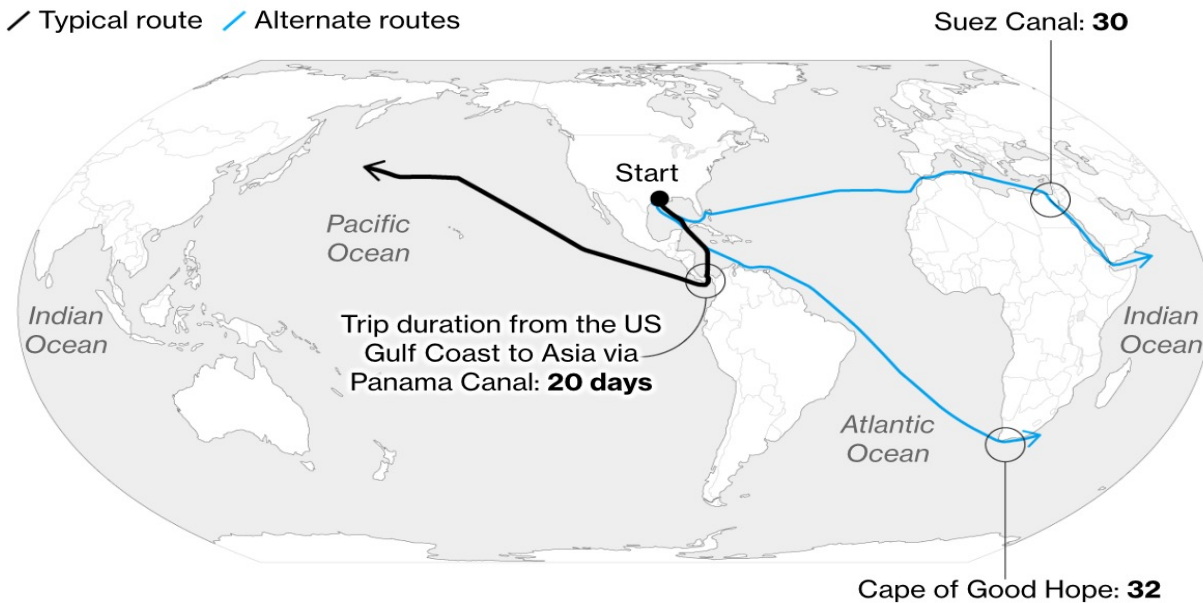 Typical route
Alternate routes
Suez Canal: 30
Start
Pacific
Ocean
Indian
Ocean
Trip duration from the US
Gulf Coast to Asia via
Panama Canal: 20 days
Indian
Ocean
Atlantic
Ocean
Cape of Good Hope: 32